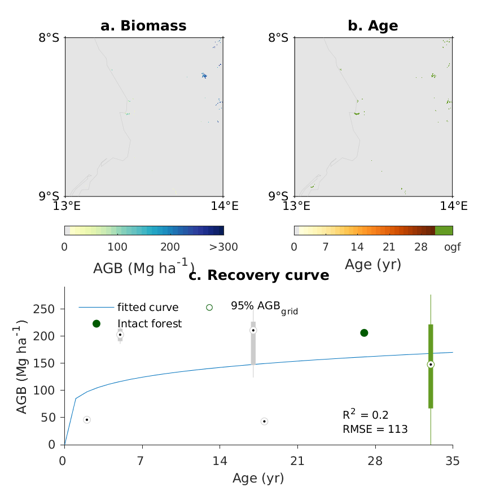 a. Biomass
b. Age
8°S
8°S
9°S
9°S
13°E
14°E
13°E
14°E
0 100 200 >300
0 7 14 21 28 ogf
AGB (Mg ha⁻¹)
Age (yr)
c. Recovery curve
fitted curve
95% AGB_grid
Intact forest
250
200
150
100
50
0
AGB (Mg ha⁻¹)
R² = 0.2
RMSE = 113
0 7 14 21 28 35
Age (yr)